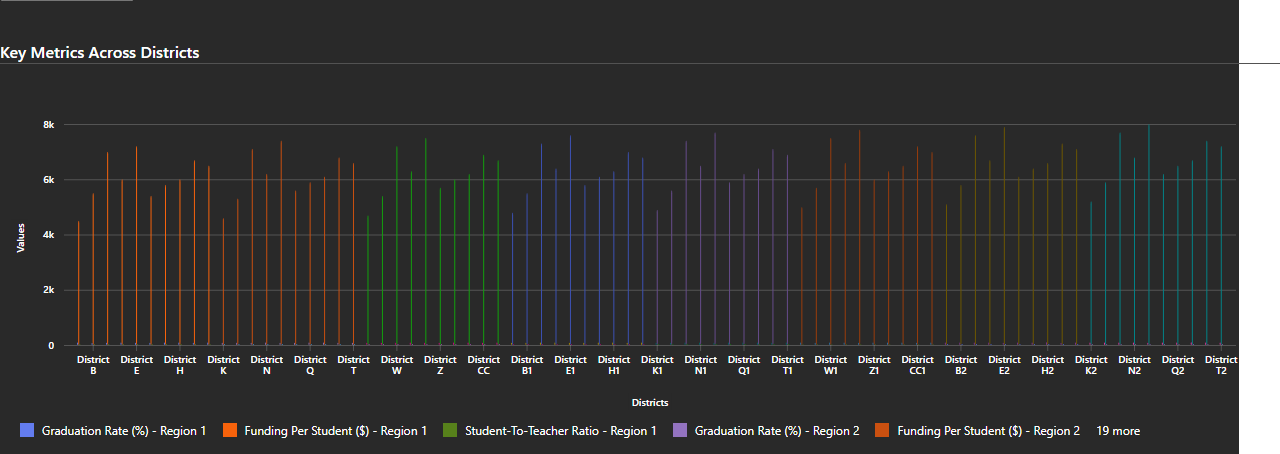 Key Metrics Across Districts
8k
6k
4k
2k
0
Values
District B
District E
District H
District K
District N
District Q
District T
District W
District Z
District CC
District B1
District E1
District H1
District K1
District N1
District Q1
District T1
District W1
District Z1
District CC1
District B2
District E2
District H2
District K2
District N2
District Q2
District T2
Districts
Graduation Rate (%) - Region 1
Funding Per Student ($) - Region 1
Student-To-Teacher Ratio - Region 1
Graduation Rate (%) - Region 2
Funding Per Student ($) - Region 2
19 more